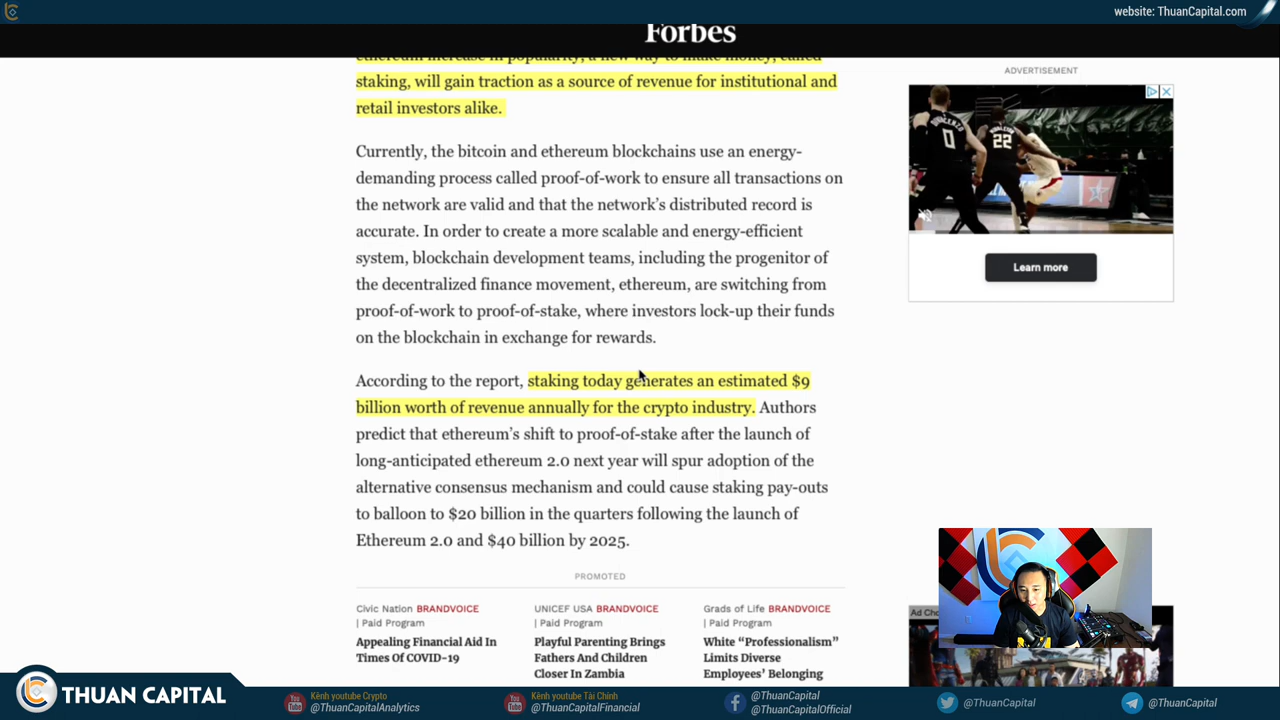 website: ThuanCapital.com
Forbes
ethereum increase in popularity, a new way to make money, called
staking, will gain traction as a source of revenue for institutional and
retail investors alike.
Currently, the bitcoin and ethereum blockchains use an energy-
demanding process called proof-of-work to ensure all transactions on
the network are valid and that the network's distributed record is
accurate. In order to create a more scalable and energy-efficient
system, blockchain development teams, including the progenitor of
the decentralized finance movement, ethereum, are switching from
proof-of-work to proof-of-stake, where investors lock-up their funds
on the blockchain in exchange for rewards.
According to the report, staking today generates an estimated $9
billion worth of revenue annually for the crypto industry. Authors
predict that ethereum's shift to proof-of-stake after the launch of
long-anticipated ethereum 2.0 next year will spur adoption of the
alternative consensus mechanism and could cause staking pay-outs
to balloon to $20 billion in the quarters following the launch of
Ethereum 2.0 and $40 billion by 2025.
ADVERTISEMENT
0
22
Learn more
PROMOTED
Civic Nation BRANDVOICE
| Paid Program
Appealing Financial Aid In
Times Of COVID-19
UNICEF USA BRANDVOICE
| Paid Program
Playful Parenting Brings
Fathers And Children
Closer In Zambia
Grads of Life BRANDVOICE
| Paid Program
White “Professionalism”
Limits Diverse
Employees’ Belonging
THUAN CAPITAL
Kênh youtube Crypto
@ThuanCapitalAnalytics
Kênh youtube Tài Chính
@ThuanCapitalFinancial
@ThuanCapital
@ThuanCapitalOfficial
@ThuanCapital
@ThuanCapital